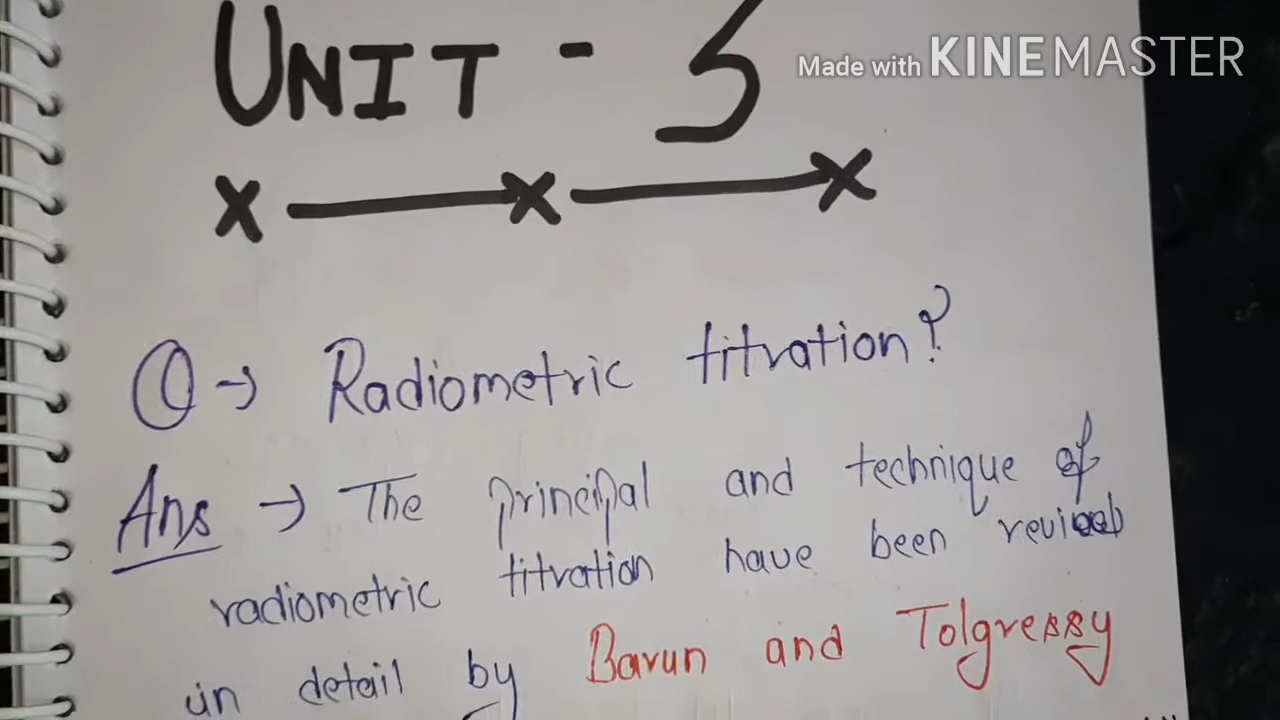 UNIT - 5
Made with KINEMASTER
x — x — x
Q → Radiometric titration?
Ans → The principal and technique of
radiometric titration have been
in detail by Barun and Tolgressy